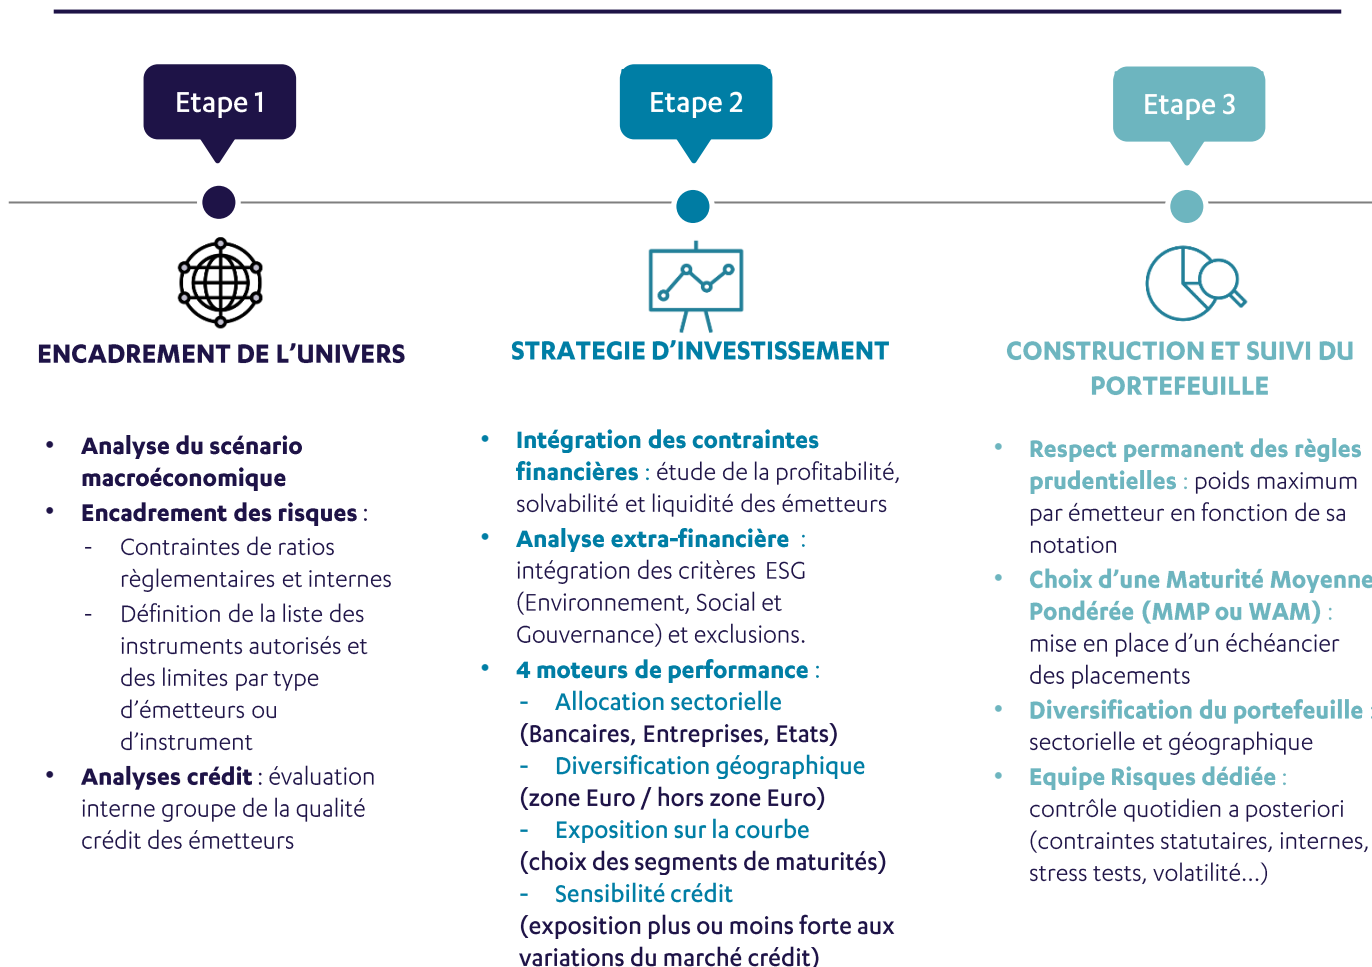 Etape 1
ENCADREMENT DE L’UNIVERS
• Analyse du scénario
macroéconomique
• Encadrement des risques :
- Contraintes de ratios
règlementaires et internes
- Définition de la liste des
instruments autorisés et
des limites par type
d’émetteurs ou
d’instrument
• Analyses crédit : évaluation
interne groupe de la qualité
crédit des émetteurs
Etape 2
STRATEGIE D’INVESTISSEMENT
• Intégration des contraintes
financières : étude de la profitabilité,
solvabilité et liquidité des émetteurs
• Analyse extra-financière :
intégration des critères ESG
(Environnement, Social et
Gouvernance) et exclusions.
• 4 moteurs de performance :
- Allocation sectorielle
(Bancaires, Entreprises, Etats)
- Diversification géographique
(zone Euro / hors zone Euro)
- Exposition sur la courbe
(choix des segments de maturités)
- Sensibilité crédit
(exposition plus ou moins forte aux
variations du marché crédit)
Etape 3
CONSTRUCTION ET SUIVI DU
PORTEFEUILLE
• Respect permanent des règles
prudentielles : poids maximum
par émetteur en fonction de sa
notation
• Choix d’une Maturité Moyenne
Pondérée (MMP ou WAM) :
mise en place d’un échéancier
des placements
• Diversification du portefeuille :
sectorielle et géographique
• Equipe Risques dédiée :
contrôle quotidien a posteriori
(contraintes statutaires, internes,
stress tests, volatilité...)